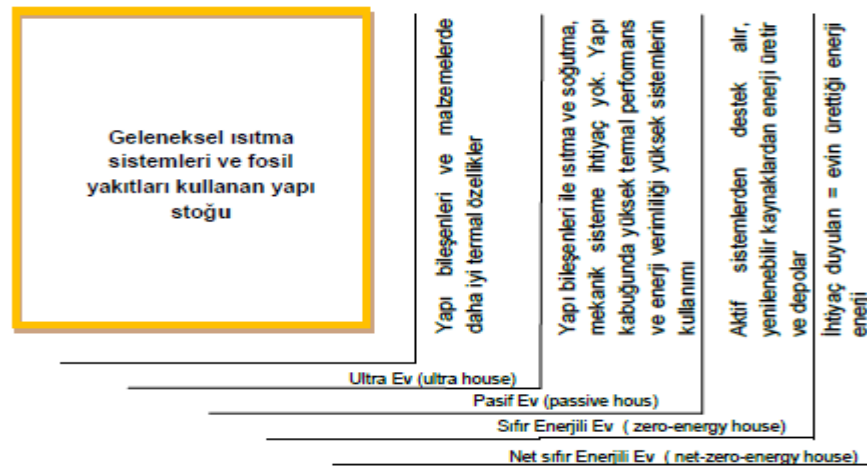 Geleneksel ısıtma
sistemleri ve fosil
yakıtları kullanan yapı
stoğu
Yapı bileşenleri ve malzemelerde
daha iyi termal özellikler
Yapı bileşenleri ile ısıtma ve soğutma,
mekanik sisteme ihtiyaç yok. Yapı
kabuğunda yüksek termal performans
ve enerji verimliliği yüksek sistemlerin
kullanımı
Aktif sistemlerden destek alır,
yenilenebilir kaynaklardan enerji üretir
ve depolar
İhtiyaç duyulan = evin ürettiği enerji
enerji
Ultra Ev (ultra house)
Pasif Ev (passive hous)
Sıfır Enerjili Ev ( zero-energy house)
Net sıfır Enerjili Ev ( net-zero-energy house)